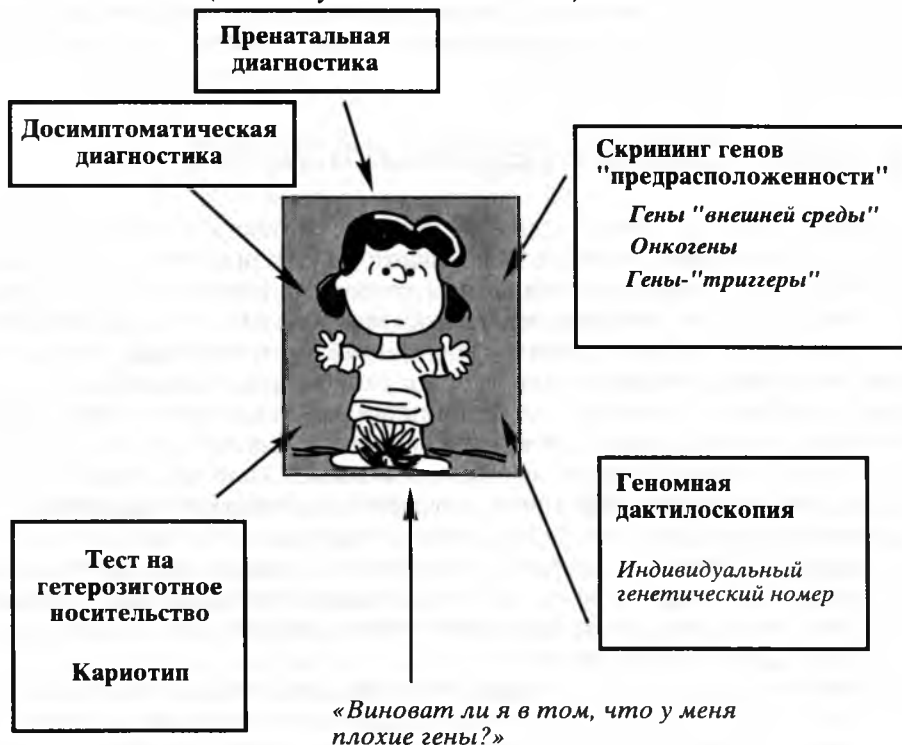 Пренатальная
диагностика
Досимптоматическая
диагностика
Скрининг генов
"предрасположенности"
Гены "внешней среды"
Онкогены
Гены-"триггеры"
Геномная
дактилоскопия
Индивидуальный
генетический номер
Тест на
гетерозиготное
носительство
Кариотип
«Виноват ли я в том, что у меня
плохие гены?»